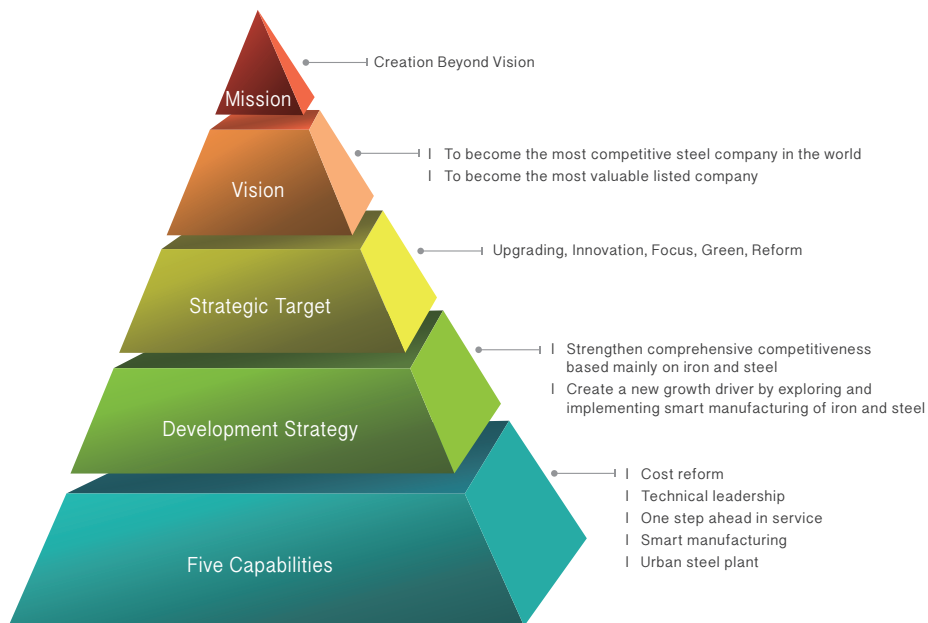 Mission
Creation Beyond Vision
Vision
To become the most competitive steel company in the world
To become the most valuable listed company
Strategic Target
Upgrading, Innovation, Focus, Green, Reform
Development Strategy
Strengthen comprehensive competitiveness
based mainly on iron and steel
Create a new growth driver by exploring and
implementing smart manufacturing of iron and steel
Five Capabilities
Cost reform
Technical leadership
One step ahead in service
Smart manufacturing
Urban steel plant